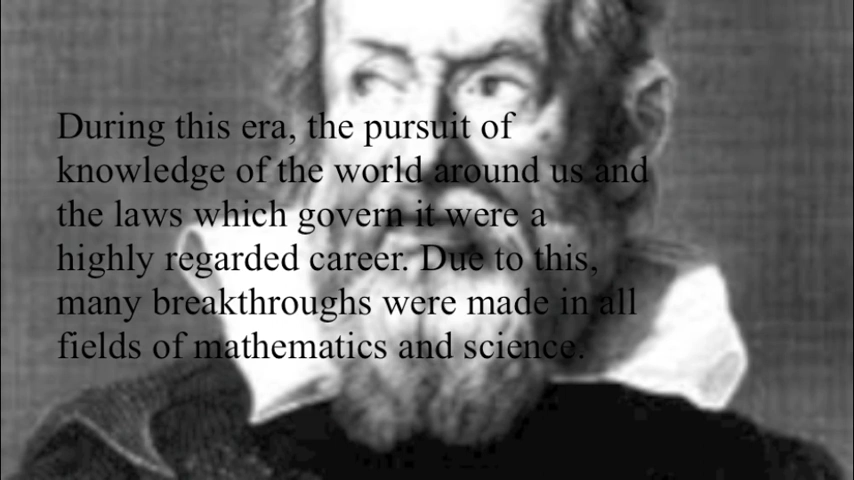 During this era, the pursuit of
knowledge of the world around us and
the laws which govern it were a
highly regarded career. Due to this,
many breakthroughs were made in all
fields of mathematics and science.